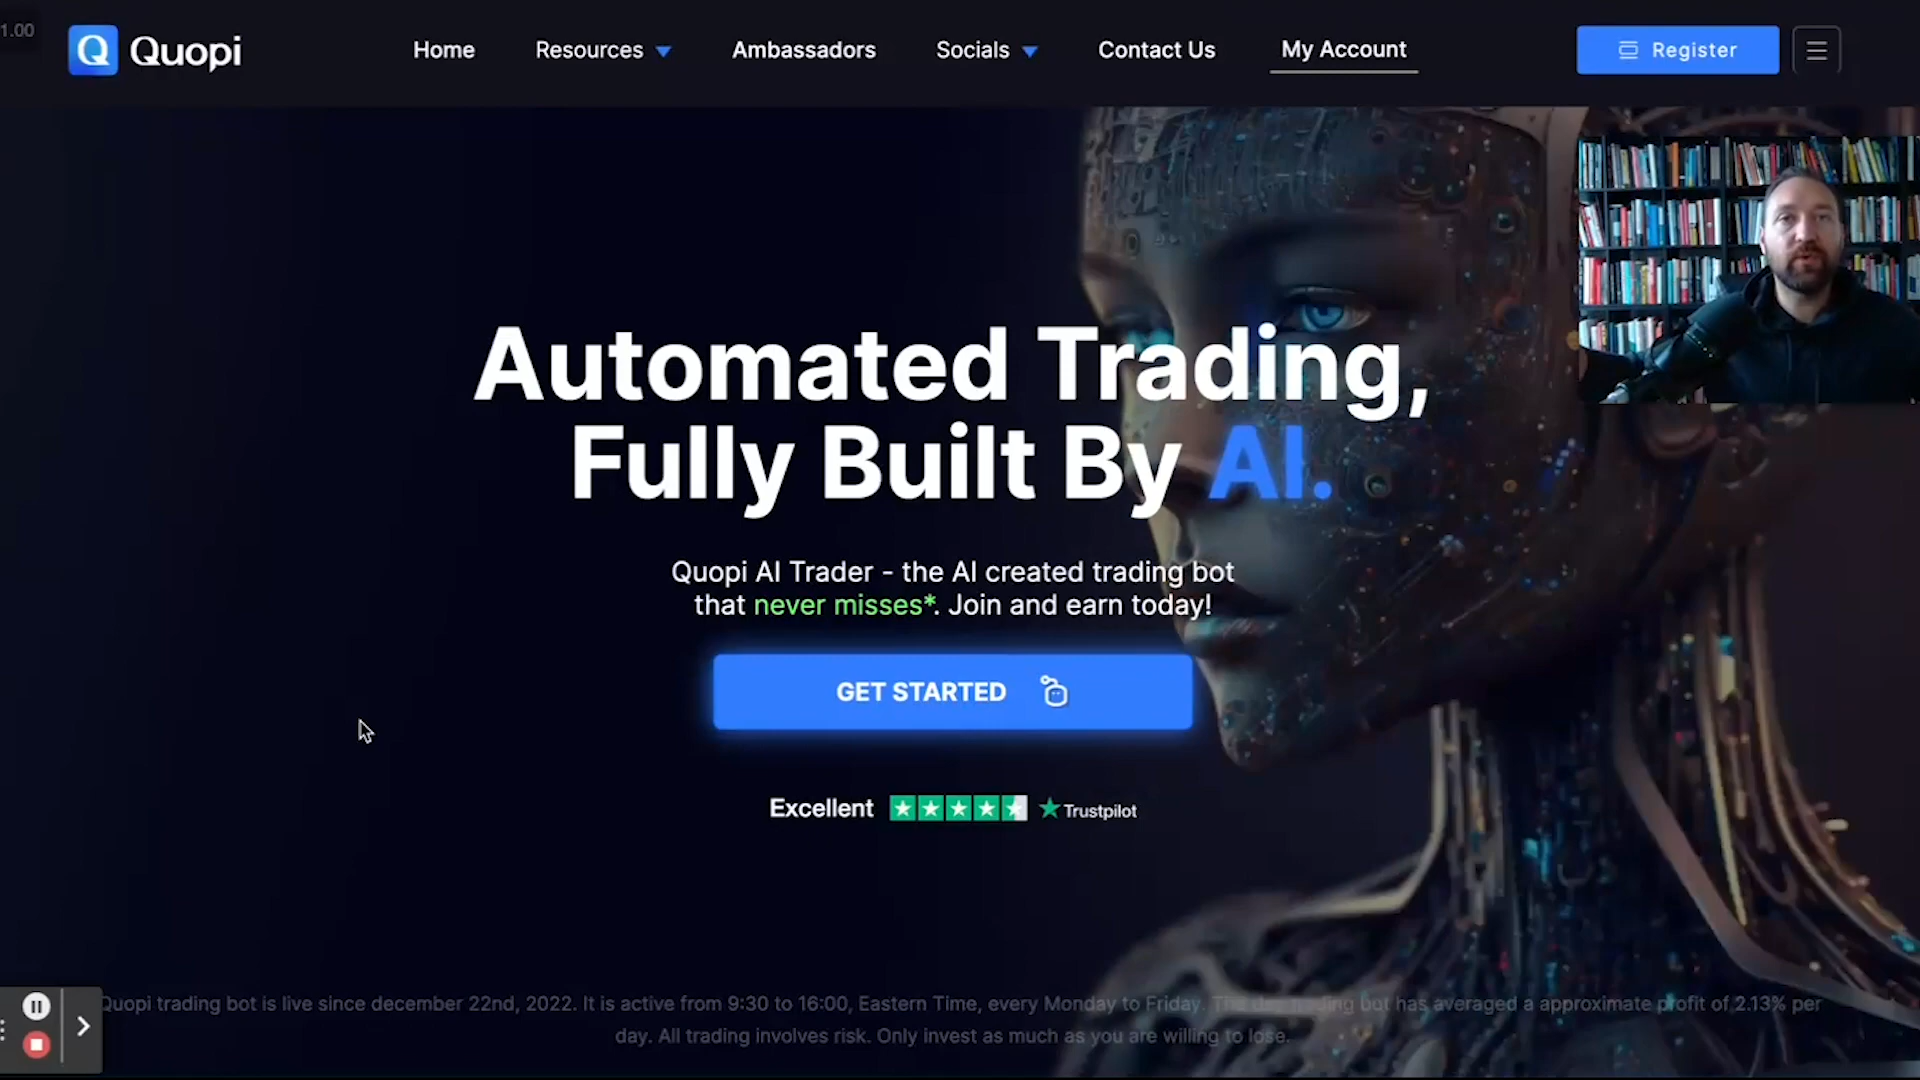 1.00
Quopi
Home
Resources
Ambassadors
Socials
Contact Us
My Account
Register
Automated Trading,
Fully Built By AI.
Quopi AI Trader - the AI created trading bot
that never misses*. Join and earn today!
GET STARTED
Excellent
Trustpilot
Quopi trading bot is live since december 22nd, 2022. It is active from 9:30 to 16:00, Eastern Time, every Monday to Friday. The day trading bot has averaged a approximate profit of 2.13% per
day. All trading involves risk. Only invest as much as you are willing to lose.